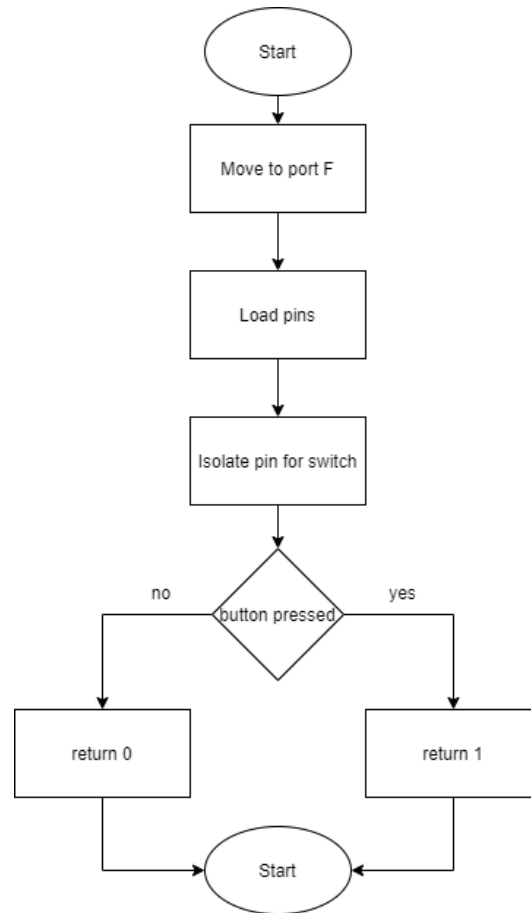 Start
Move to port F
Load pins
Isolate pin for switch
button pressed
no
yes
return 0
return 1
Start